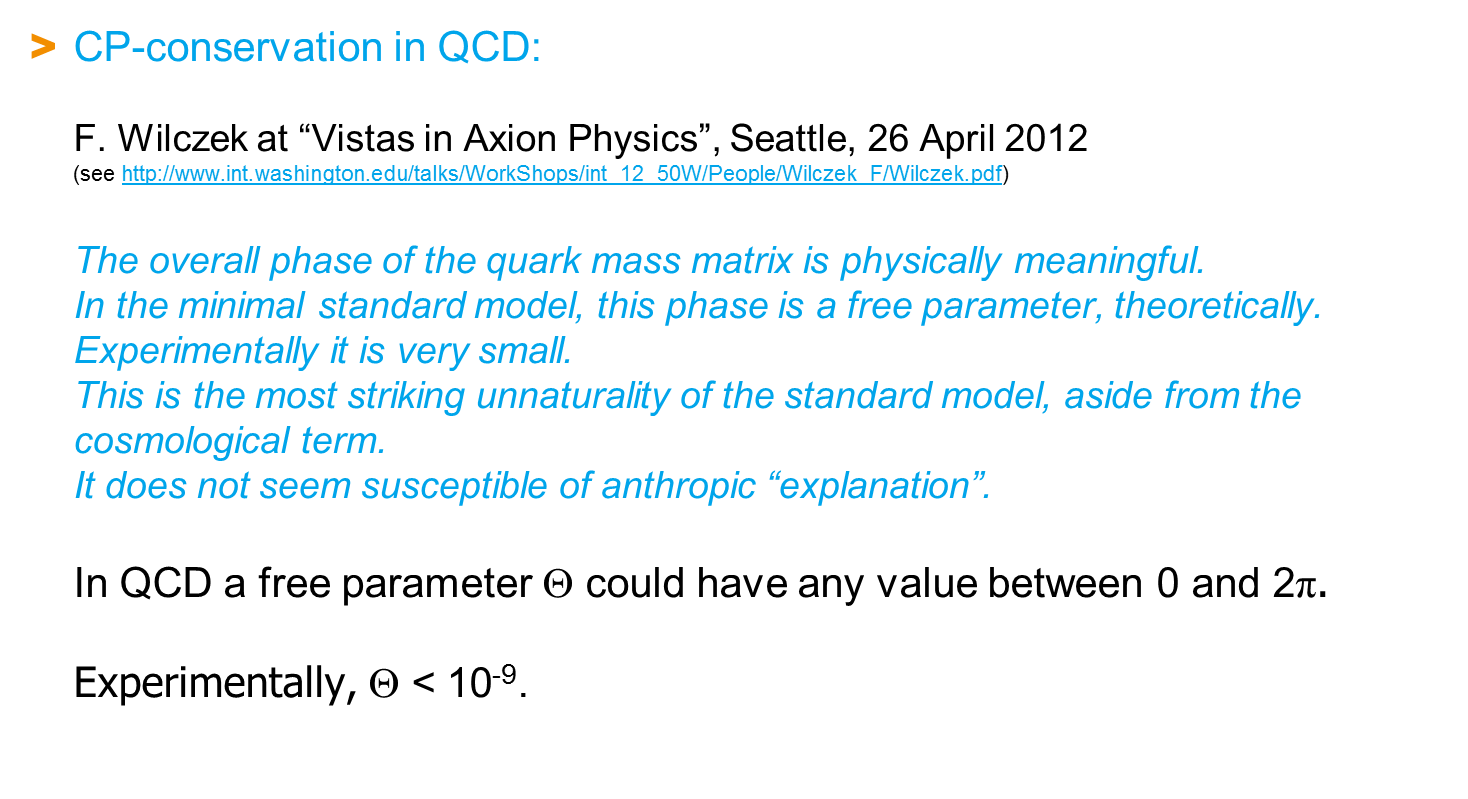 > CP-conservation in QCD:
F. Wilczek at “Vistas in Axion Physics”, Seattle, 26 April 2012
(see http://www.int.washington.edu/talks/WorkShops/int_12_50W/People/Wilczek_F/Wilczek.pdf)
The overall phase of the quark mass matrix is physically meaningful.
In the minimal standard model, this phase is a free parameter, theoretically.
Experimentally it is very small.
This is the most striking unnaturality of the standard model, aside from the
cosmological term.
It does not seem susceptible of anthropic “explanation”.
In QCD a free parameter Θ could have any value between 0 and 2π.
Experimentally, Θ < 10⁻⁹.